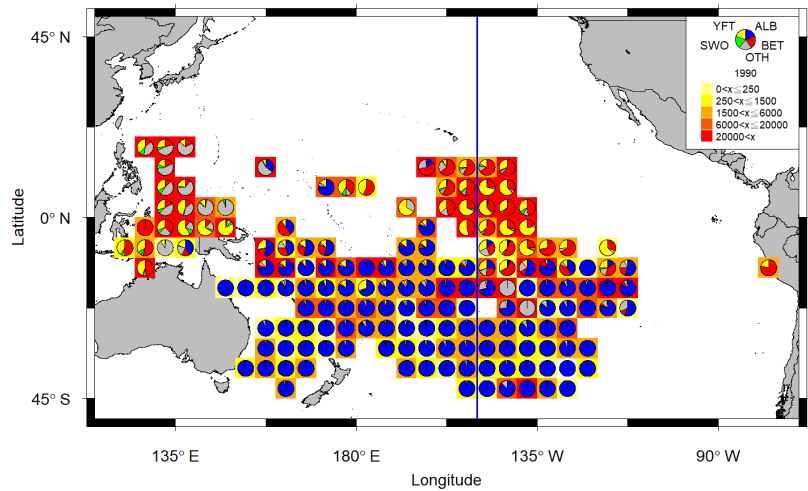 45° N
0° N
45° S
Latitude
135° E
180° E
135° W
90° W
Longitude
YFT ALB
SWO BET
OTH
1990
0<x≦250
250<x≦1500
1500<x≦6000
6000<x≦20000
20000<x